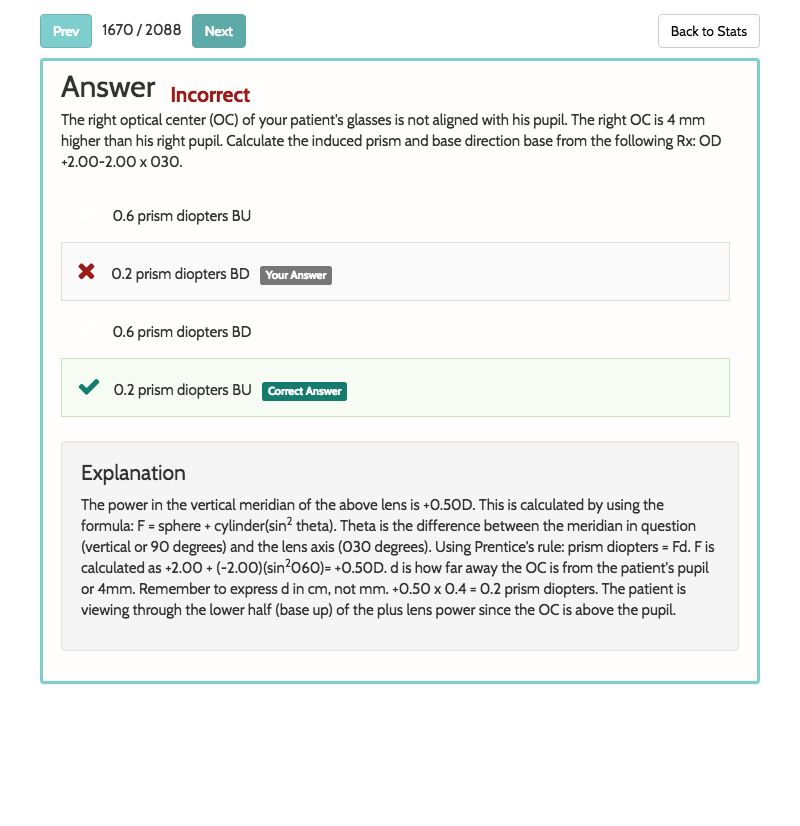 Prev 1670 / 2088 Next Back to Stats
Answer Incorrect
The right optical center (OC) of your patient's glasses is not aligned with his pupil. The right OC is 4 mm
higher than his right pupil. Calculate the induced prism and base direction base from the following Rx: OD
+2.00-2.00 x 030.
0.6 prism diopters BU
0.2 prism diopters BD Your Answer
0.6 prism diopters BD
0.2 prism diopters BU Correct Answer
Explanation
The power in the vertical meridian of the above lens is +0.50D. This is calculated by using the
formula: F = sphere + cylinder(sin² theta). Theta is the difference between the meridian in question
(vertical or 90 degrees) and the lens axis (030 degrees). Using Prentice's rule: prism diopters = Fd. F is
calculated as +2.00 + (-2.00)(sin²060)= +0.50D. d is how far away the OC is from the patient's pupil
or 4mm. Remember to express d in cm, not mm. +0.50 x 0.4 = 0.2 prism diopters. The patient is
viewing through the lower half (base up) of the plus lens power since the OC is above the pupil.